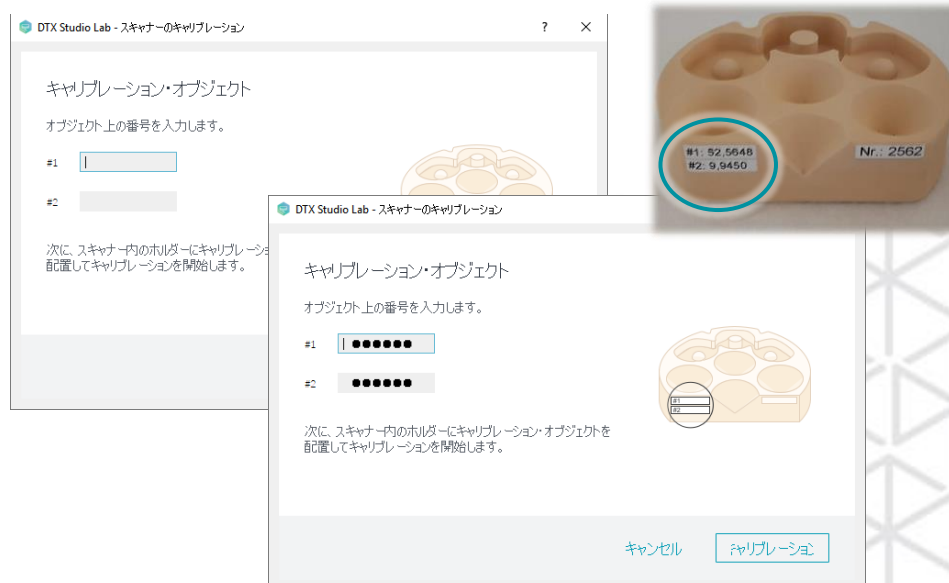 DTX Studio Lab - スキャナーのキャリブレーション
キャリブレーション・オブジェクト
オブジェクト上の番号を入力します。
#1
#2
次に、スキャナー内のホルダーにキャリブレーショ
配置してキャリブレーションを開始します。
#1: 52,5648
#2: 9,9450
Nr.: 2562
DTX Studio Lab - スキャナーのキャリブレーション
キャリブレーション・オブジェクト
オブジェクト上の番号を入力します。
#1 ●●●●●●
#2 ●●●●●●
#1
#2
次に、スキャナー内のホルダーにキャリブレーション・オブジェクトを
配置してキャリブレーションを開始します。
キャンセル
キャリブレーション